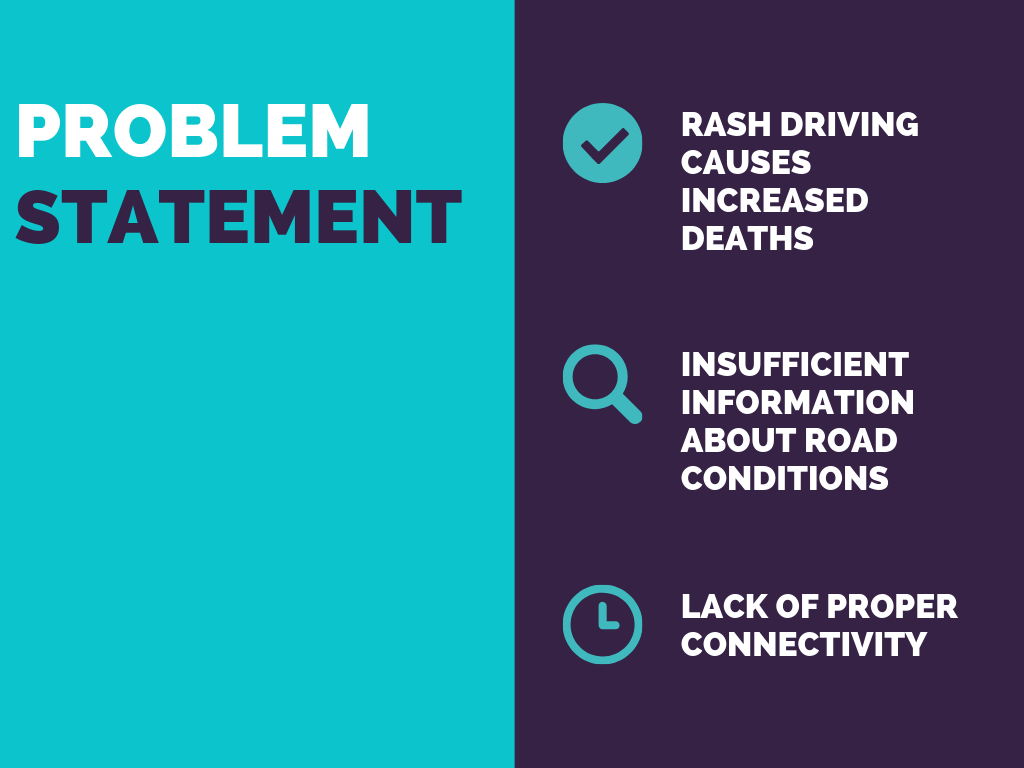 PROBLEM
STATEMENT
RASH DRIVING
CAUSES
INCREASED
DEATHS
INSUFFICIENT
INFORMATION
ABOUT ROAD
CONDITIONS
LACK OF PROPER
CONNECTIVITY